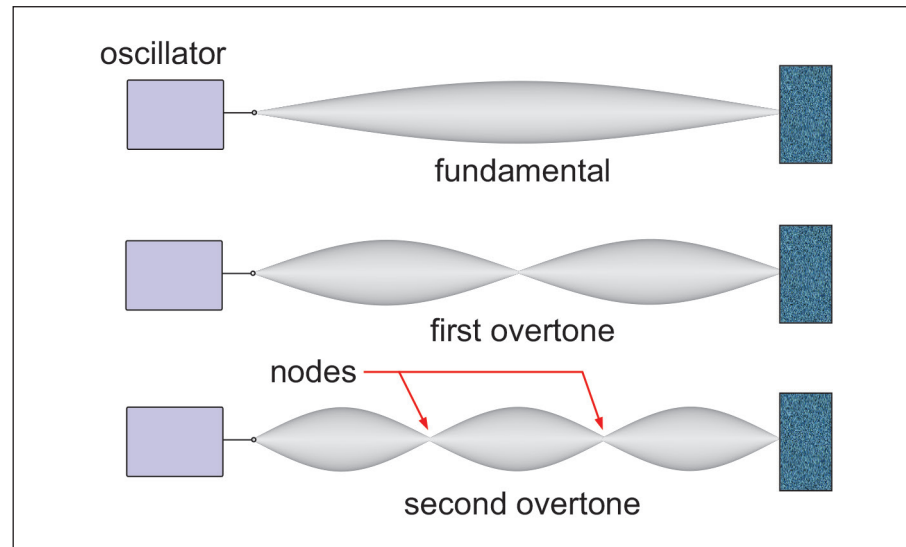 oscillator
fundamental
first overtone
nodes
second overtone